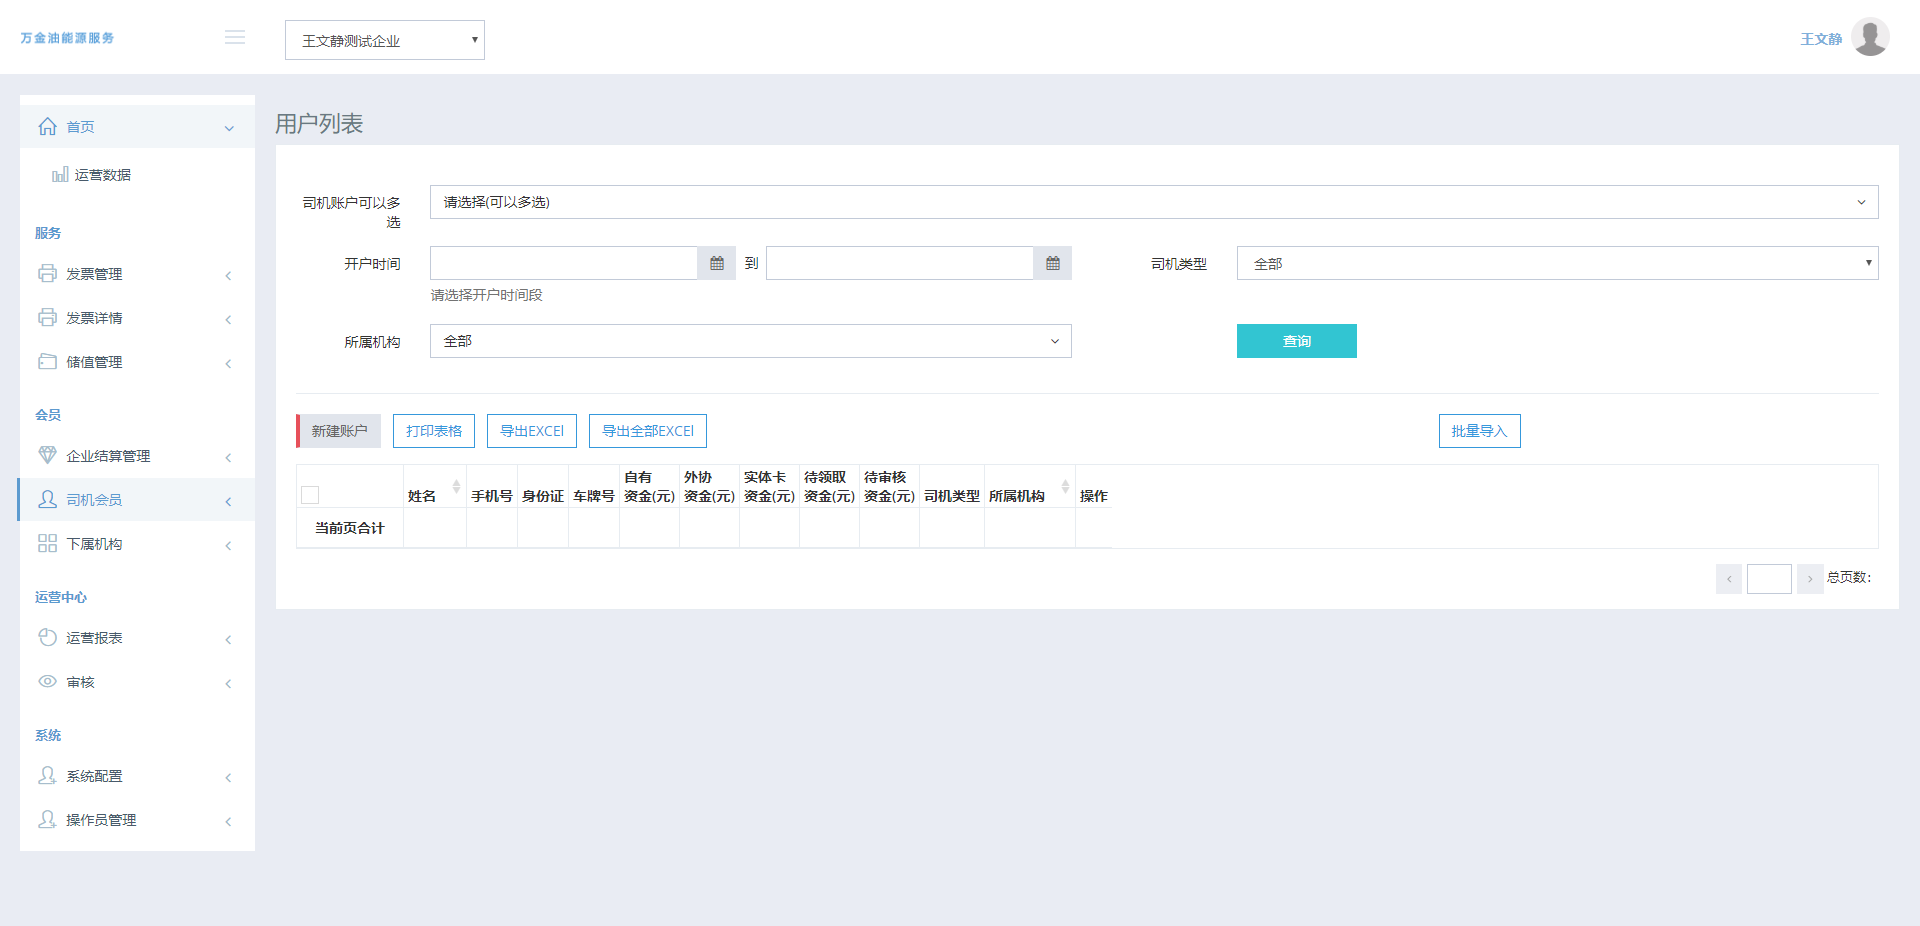 万金油能源服务
王文静测试企业
王文静
首页
运营数据
服务
发票管理
发票详情
储值管理
会员
企业结算管理
司机会员
下属机构
运营中心
运营报表
审核
系统
系统配置
操作员管理
用户列表
司机账户可以多
选
请选择(可以多选)
开户时间
到
司机类型
全部
请选择开户时间段
所属机构
全部
查询
新建账户
打印表格
导出EXCEl
导出全部EXCEl
批量导入
姓名
手机号
身份证
车牌号
自有
资金(元)
外协
资金(元)
实体卡
资金(元)
待领取
资金(元)
待审核
资金(元)
司机类型
所属机构
操作
当前页合计
总页数: